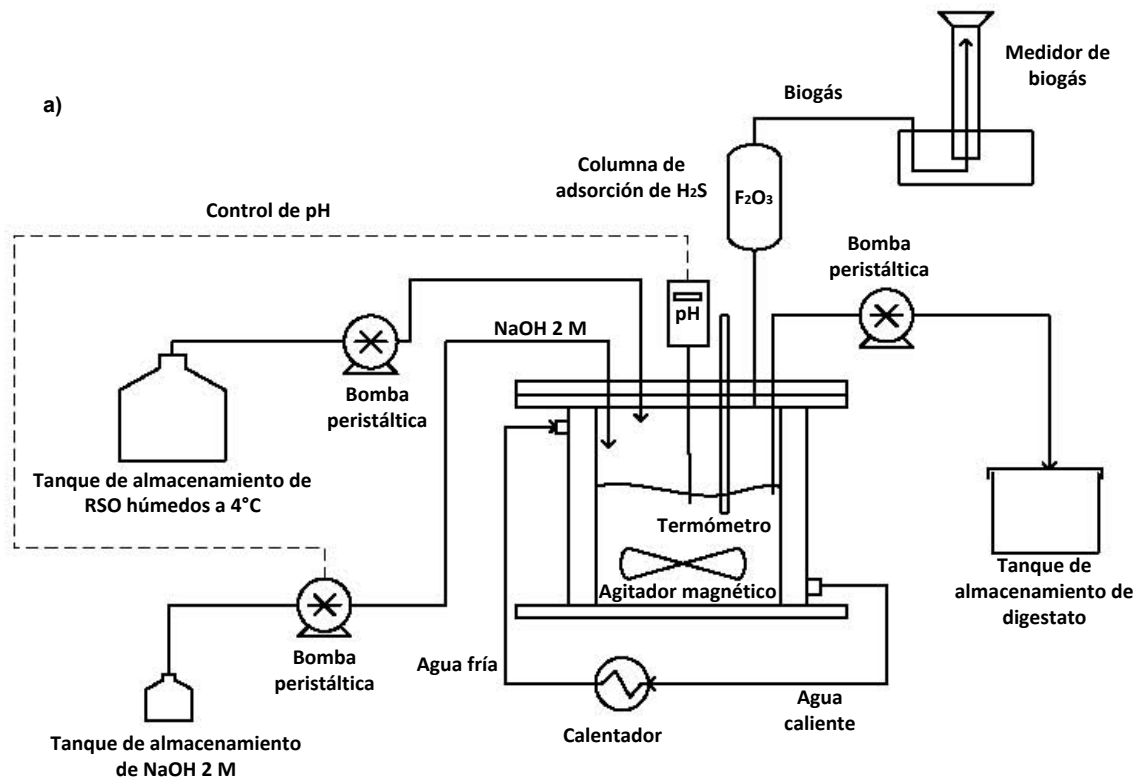 a)
Medidor de
biogás
Biogás
Columna de
adsorción de H₂S
F₂O₃
Control de pH
Bomba
peristáltica
pH
NaOH 2 M
Bomba
peristáltica
Tanque de almacenamiento de
RSO húmedos a 4°C
Termómetro
Agitador magnético
Tanque de
almacenamiento de
digestato
Bomba
peristáltica
Agua fría
Agua
caliente
Calentador
Tanque de almacenamiento
de NaOH 2 M